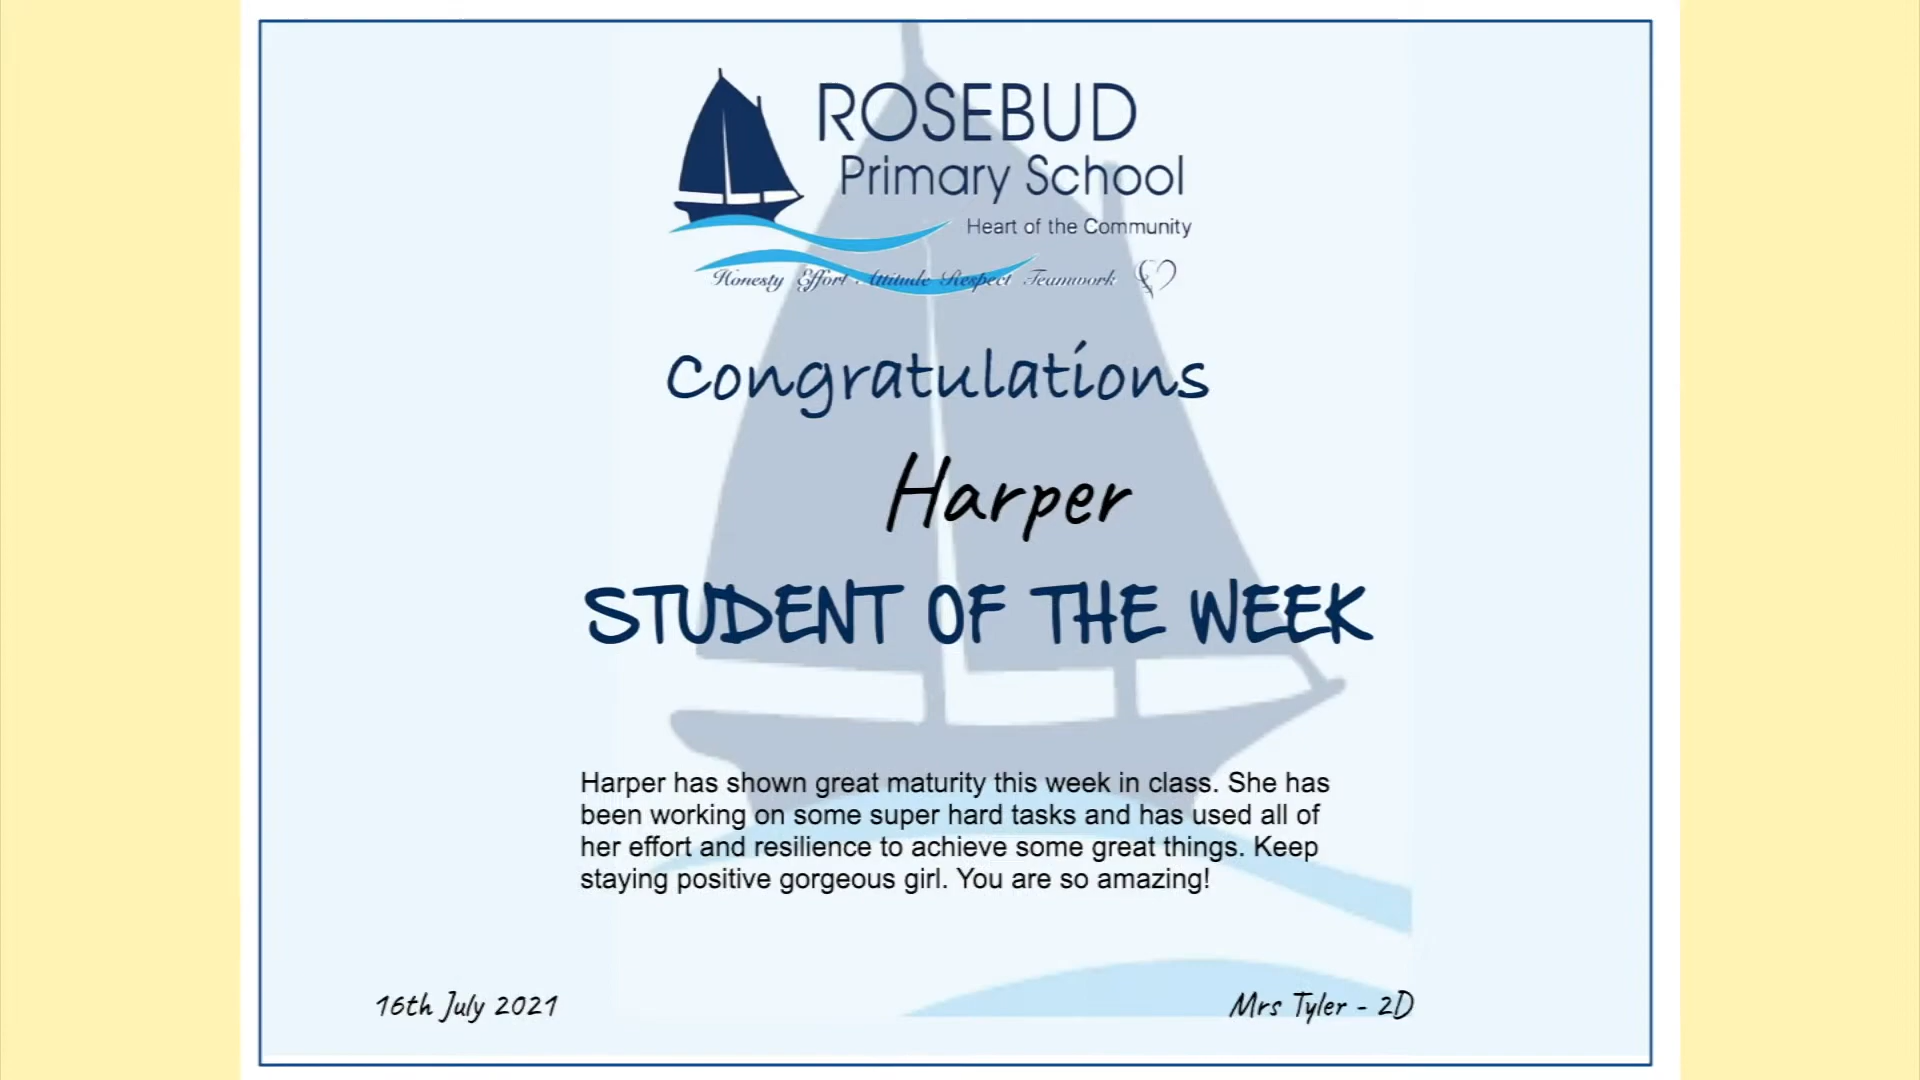 ROSEBUD
Primary School
Heart of the Community
Honesty Effort Attitude Respect Teamwork
Congratulations
Harper
STUDENT OF THE WEEK
Harper has shown great maturity this week in class. She has
been working on some super hard tasks and has used all of
her effort and resilience to achieve some great things. Keep
staying positive gorgeous girl. You are so amazing!
16th July 2021
Mrs Tyler - 2D